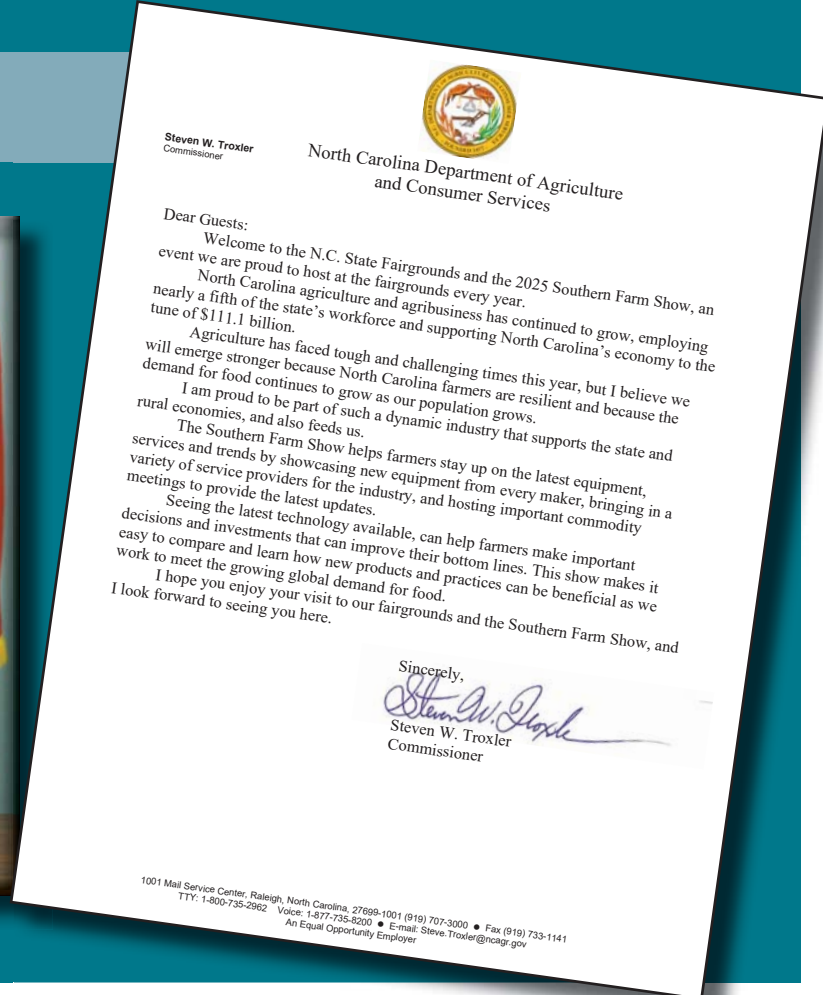 Steven W. Troxler
Commissioner
North Carolina Department of Agriculture
and Consumer Services
Dear Guests:
Welcome to the N.C. State Fairgrounds and the 2025 Southern Farm Show, an
event we are proud to host at the fairgrounds every year.
North Carolina agriculture and agribusiness has continued to grow, employing
nearly a fifth of the state's workforce and supporting North Carolina's economy to the
tune of $111.1 billion.
Agriculture has faced tough and challenging times this year, but I believe we
will emerge stronger because North Carolina farmers are resilient and because the
demand for food continues to grow as our population grows.
I am proud to be part of such a dynamic industry that supports the state and
rural economies, and also feeds us.
The Southern Farm Show helps farmers stay up on the latest equipment,
services and trends by showcasing new equipment from every maker, bringing in a
variety of service providers for the industry, and hosting important commodity
meetings to provide the latest updates.
Seeing the latest technology available, can help farmers make important
decisions and investments that can improve their bottom lines. This show makes it
easy to compare and learn how new products and practices can be beneficial as we
work to meet the growing global demand for food.
I hope you enjoy your visit to our fairgrounds and the Southern Farm Show, and
I look forward to seeing you here.
Sincerely,
Steven W. Troxler
Steven W. Troxler
Commissioner
1001 Mail Service Center, Raleigh, North Carolina, 27699-1001 (919) 707-3000 ● Fax (919) 733-1141
TTY: 1-800-735-2962 Voice: 1-877-735-8200 ● E-mail: Steve.Troxler@ncagr.gov
An Equal Opportunity Employer